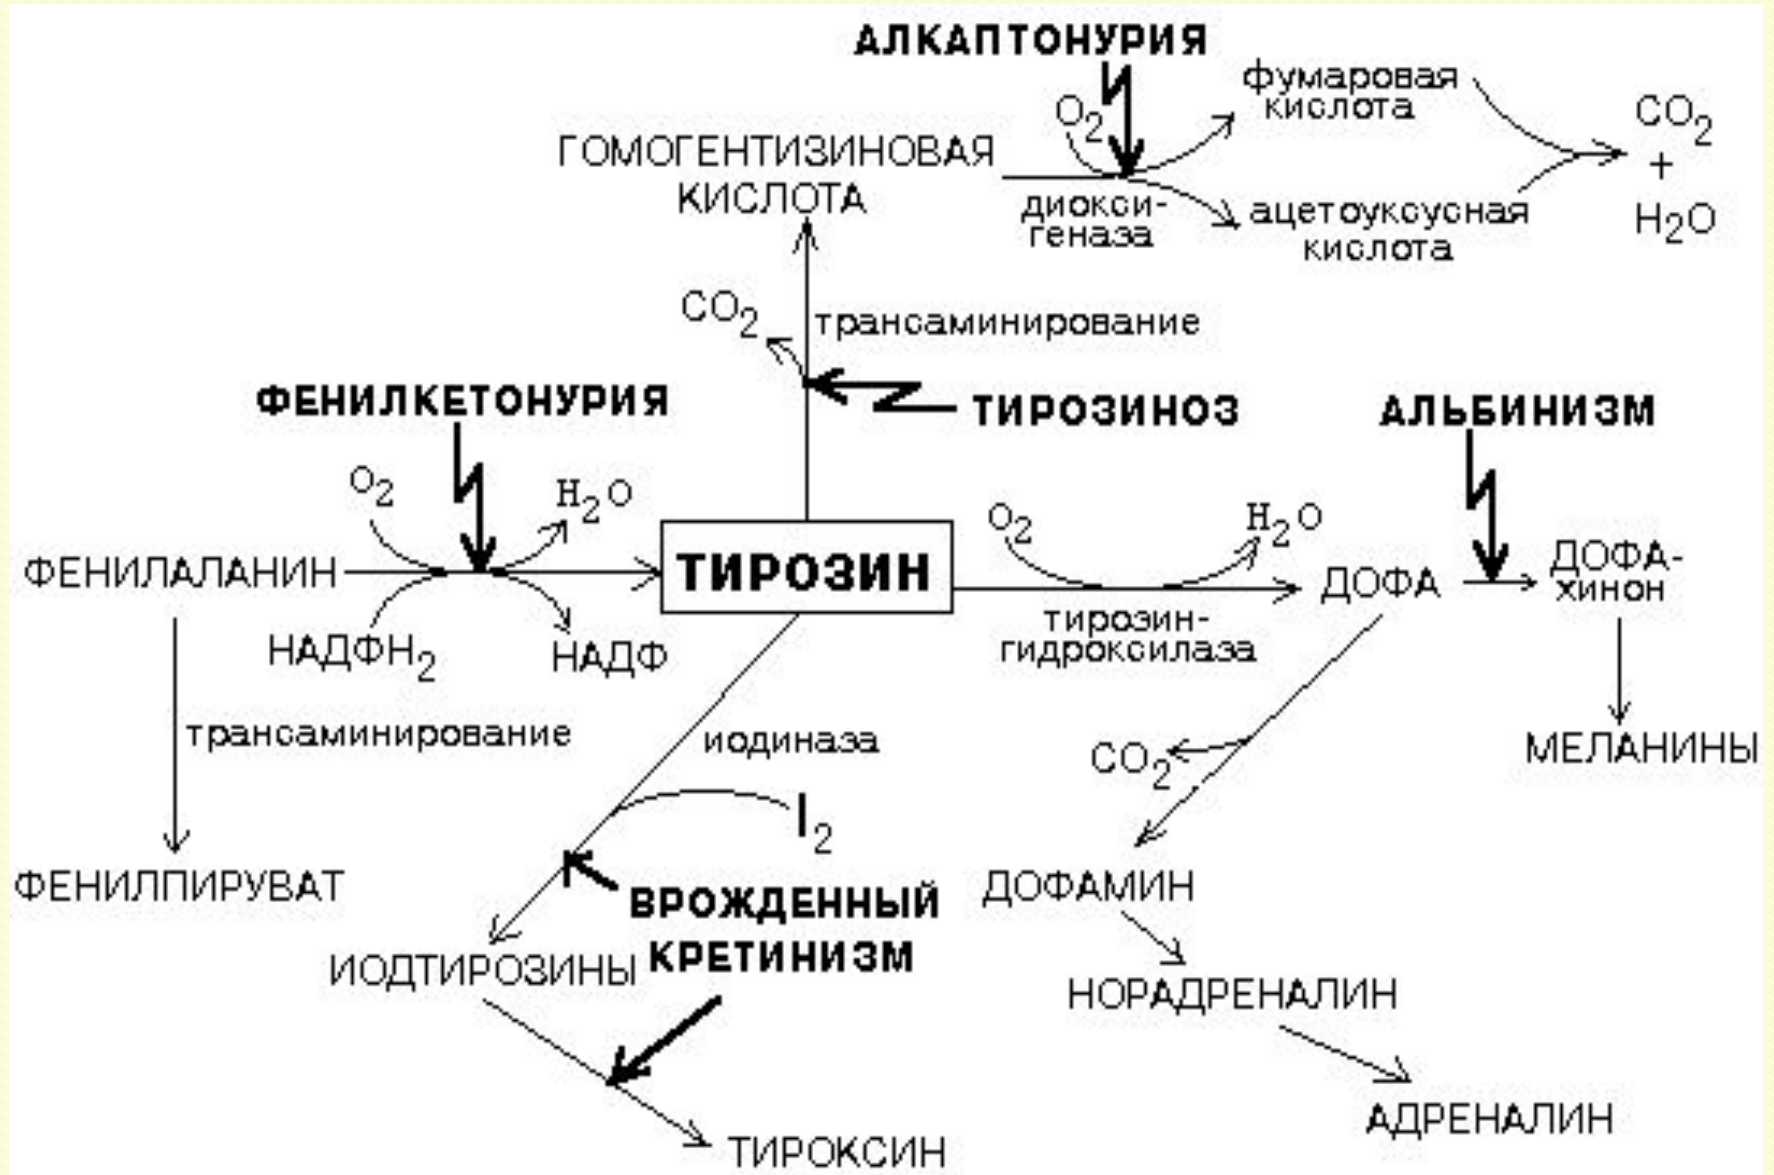 АЛКАПТОНУРИЯ
O2
фумаровая
кислота
CO2
+
H2O
ГОМОГЕНТИЗИНОВАЯ
КИСЛОТА
диокси-
геназа
ацетоуксусная
кислота
CO2
трансаминирование
ФЕНИЛКЕТОНУРИЯ
ТИРОЗИНОЗ
АЛЬБИНИЗМ
O2
H2O
O2
H2O
ФЕНИЛАЛАНИН
ТИРОЗИН
ДОФА
ДОФА-
хинон
НАДФН2
НАДФ
тирозин-
гидроксилаза
трансаминирование
иодиназа
CO2
МЕЛАНИНЫ
I2
ФЕНИЛПИРУВАТ
ВРОЖДЕННЫЙ
КРЕТИНИЗМ
ДОФАМИН
ИОДТИРОЗИНЫ
НОРАДРЕНАЛИН
ТИРОКСИН
АДРЕНАЛИН